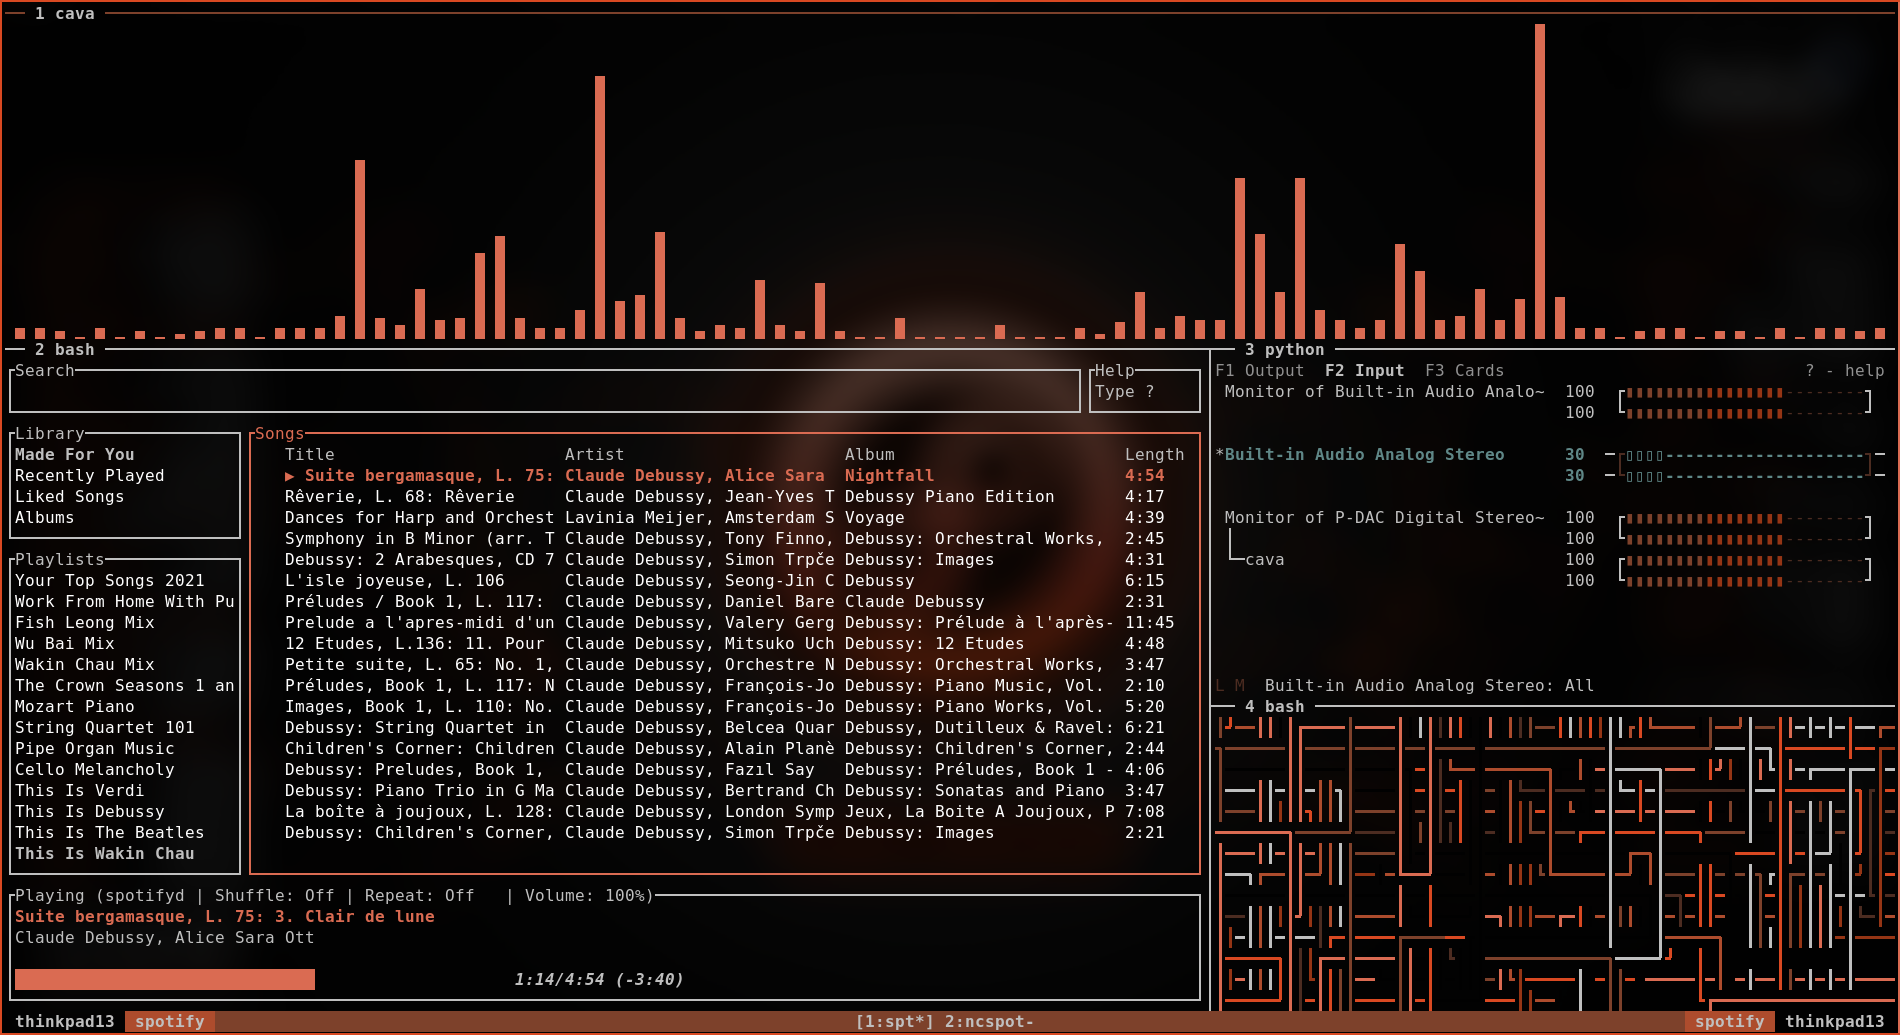 1 cava
2 bash
Search
Help
Type ?
Library
Made For You
Recently Played
Liked Songs
Albums
Playlists
Your Top Songs 2021
Work From Home With Pu
Fish Leong Mix
Wu Bai Mix
Wakin Chau Mix
The Crown Seasons 1 an
Mozart Piano
String Quartet 101
Pipe Organ Music
Cello Melancholy
This Is Verdi
This Is Debussy
This Is The Beatles
This Is Wakin Chau
Songs
Title Artist Album Length
▶ Suite bergamasque, L. 75: Claude Debussy, Alice Sara Nightfall 4:54
Rêverie, L. 68: Rêverie Claude Debussy, Jean-Yves T Debussy Piano Edition 4:17
Dances for Harp and Orchest Lavinia Meijer, Amsterdam S Voyage 4:39
Symphony in B Minor (arr. T Claude Debussy, Tony Finno, Debussy: Orchestral Works, 2:45
Debussy: 2 Arabesques, CD 7 Claude Debussy, Simon Trpče Debussy: Images 4:31
L'isle joyeuse, L. 106 Claude Debussy, Seong-Jin C Debussy 6:15
Préludes / Book 1, L. 117: Claude Debussy, Daniel Bare Claude Debussy 2:31
Prelude a l'apres-midi d'un Claude Debussy, Valery Gerg Debussy: Prélude à l'après- 11:45
12 Etudes, L.136: 11. Pour Claude Debussy, Mitsuko Uch Debussy: 12 Etudes 4:48
Petite suite, L. 65: No. 1, Claude Debussy, Orchestre N Debussy: Orchestral Works, 3:47
Préludes, Book 1, L. 117: N Claude Debussy, François-Jo Debussy: Piano Music, Vol. 2:10
Images, Book 1, L. 110: No. Claude Debussy, François-Jo Debussy: Piano Works, Vol. 5:20
Debussy: String Quartet in Claude Debussy, Belcea Quar Debussy, Dutilleux & Ravel: 6:21
Children's Corner: Children Claude Debussy, Alain Planè Debussy: Children's Corner, 2:44
Debussy: Preludes, Book 1, Claude Debussy, Fazıl Say Debussy: Préludes, Book 1 - 4:06
Debussy: Piano Trio in G Ma Claude Debussy, Bertrand Ch Debussy: Sonatas and Piano 3:47
La boîte à joujoux, L. 128: Claude Debussy, London Symp Jeux, La Boite A Joujoux, P 7:08
Debussy: Children's Corner, Claude Debussy, Simon Trpče Debussy: Images 2:21
Playing (spotifyd | Shuffle: Off | Repeat: Off | Volume: 100%)
Suite bergamasque, L. 75: 3. Clair de lune
Claude Debussy, Alice Sara Ott
1:14/4:54 (-3:40)
3 python
F1 Output F2 Input F3 Cards ? - help
Monitor of Built-in Audio Analo~ 100
100
*Built-in Audio Analog Stereo 30
30
Monitor of P-DAC Digital Stereo~ 100
100
cava 100
100
L M Built-in Audio Analog Stereo: All
4 bash
thinkpad13 spotify [1:spt*] 2:ncspot- spotify thinkpad13